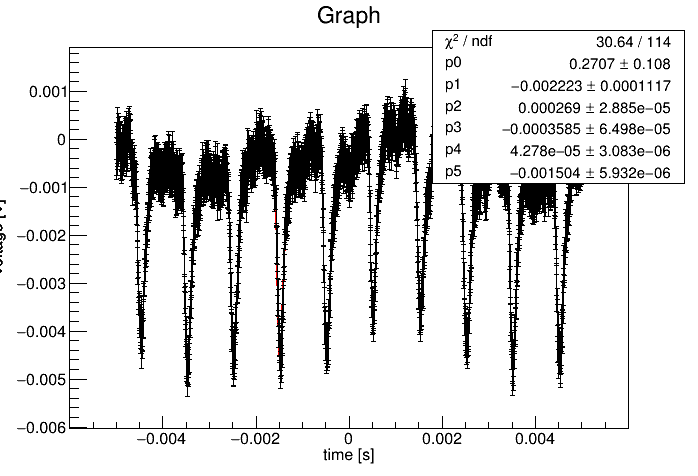 Graph
χ² / ndf 30.64 / 114
p0 0.2707 ± 0.108
p1 −0.002223 ± 0.0001117
p2 0.000269 ± 2.885e−05
p3 −0.0003585 ± 6.498e−05
p4 4.278e−05 ± 3.083e−06
p5 −0.001504 ± 5.932e−06
0.001
0
−0.001
−0.002
−0.003
−0.004
−0.005
−0.006
−0.004 −0.002 0 0.002 0.004
time [s]